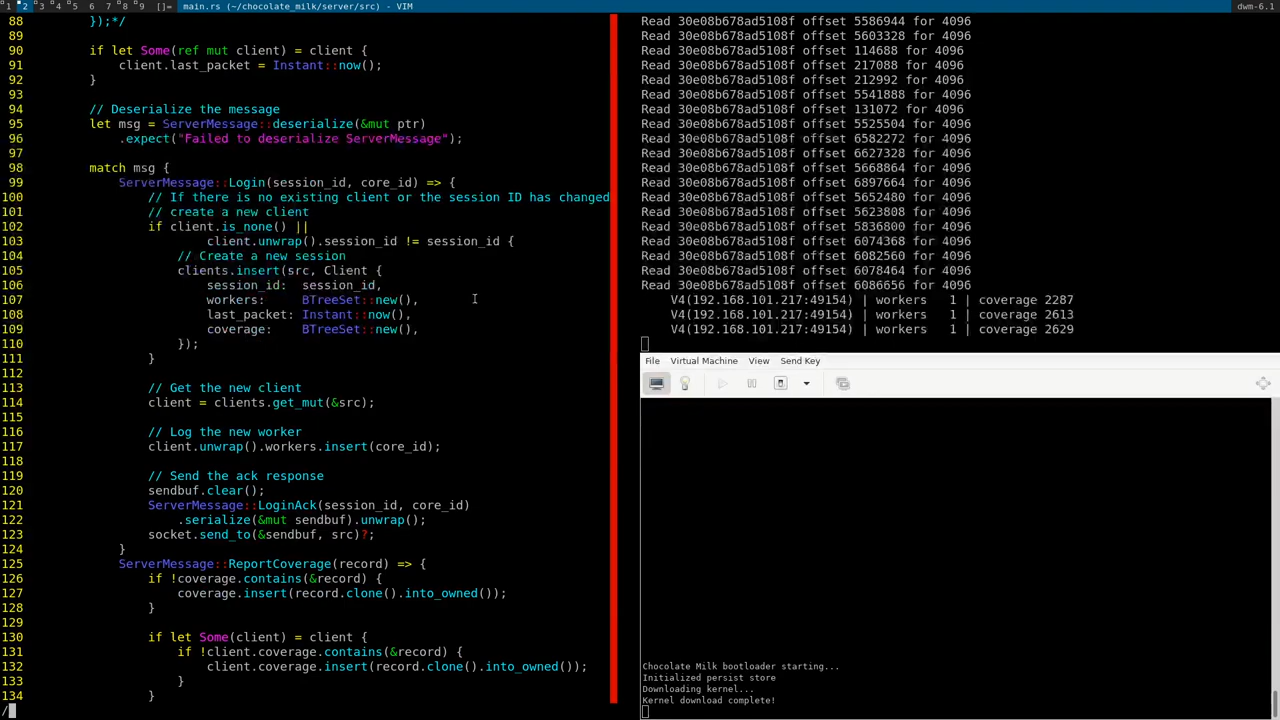 1 2 3 4 5 6 7 8 9 []= main.rs (~/chocolate_milk/server/src) - VIM dwm-6.1
88 });*/
89
90 if let Some(ref mut client) = client {
91 client.last_packet = Instant::now();
92 }
93
94 // Deserialize the message
95 let msg = ServerMessage::deserialize(&mut ptr)
96 .expect("Failed to deserialize ServerMessage");
97
98 match msg {
99 ServerMessage::Login(session_id, core_id) => {
100 // If there is no existing client or the session ID has changed
101 // create a new client
102 if client.is_none() ||
103 client.unwrap().session_id != session_id {
104 // Create a new session
105 clients.insert(src, Client {
106 session_id: session_id,
107 workers: BTreeSet::new(),
108 last_packet: Instant::now(),
109 coverage: BTreeSet::new(),
110 });
111 }
112
113 // Get the new client
114 client = clients.get_mut(&src);
115
116 // Log the new worker
117 client.unwrap().workers.insert(core_id);
118
119 // Send the ack response
120 sendbuf.clear();
121 ServerMessage::LoginAck(session_id, core_id)
122 .serialize(&mut sendbuf).unwrap();
123 socket.send_to(&sendbuf, src)?;
124 }
125 ServerMessage::ReportCoverage(record) => {
126 if !coverage.contains(&record) {
127 coverage.insert(record.clone().into_owned());
128 }
129
130 if let Some(client) = client {
131 if !client.coverage.contains(&record) {
132 client.coverage.insert(record.clone().into_owned());
133 }
134 }
/
Read 30e08b678ad5108f offset 5586944 for 4096
Read 30e08b678ad5108f offset 5603328 for 4096
Read 30e08b678ad5108f offset 114688 for 4096
Read 30e08b678ad5108f offset 217088 for 4096
Read 30e08b678ad5108f offset 212992 for 4096
Read 30e08b678ad5108f offset 5541888 for 4096
Read 30e08b678ad5108f offset 131072 for 4096
Read 30e08b678ad5108f offset 5525504 for 4096
Read 30e08b678ad5108f offset 6582272 for 4096
Read 30e08b678ad5108f offset 6627328 for 4096
Read 30e08b678ad5108f offset 5668864 for 4096
Read 30e08b678ad5108f offset 6897664 for 4096
Read 30e08b678ad5108f offset 5652480 for 4096
Read 30e08b678ad5108f offset 5623808 for 4096
Read 30e08b678ad5108f offset 5836800 for 4096
Read 30e08b678ad5108f offset 6074368 for 4096
Read 30e08b678ad5108f offset 6082560 for 4096
Read 30e08b678ad5108f offset 6078464 for 4096
Read 30e08b678ad5108f offset 6086656 for 4096
V4(192.168.101.217:49154) | workers 1 | coverage 2287
V4(192.168.101.217:49154) | workers 1 | coverage 2613
V4(192.168.101.217:49154) | workers 1 | coverage 2629
File Virtual Machine View Send Key
Chocolate Milk bootloader starting...
Initialized persist store
Downloading kernel...
Kernel download complete!